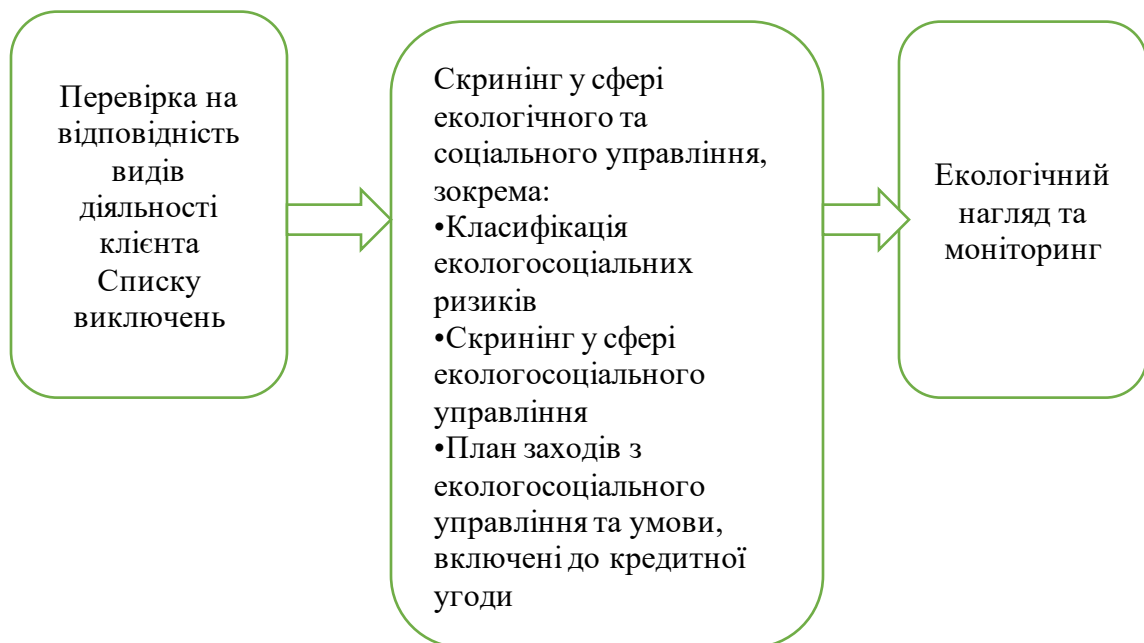 Перевірка на
відповідність
видів
діяльності
клієнта
Списку
виключень
Скринінг у сфері
екологічного та
соціального управління,
зокрема:
•Класифікація
екологосоціальних
ризиків
•Скринінг у сфері
екологосоціального
управління
•План заходів з
екологосоціального
управління та умови,
включені до кредитної
угоди
Екологічний
нагляд та
моніторинг